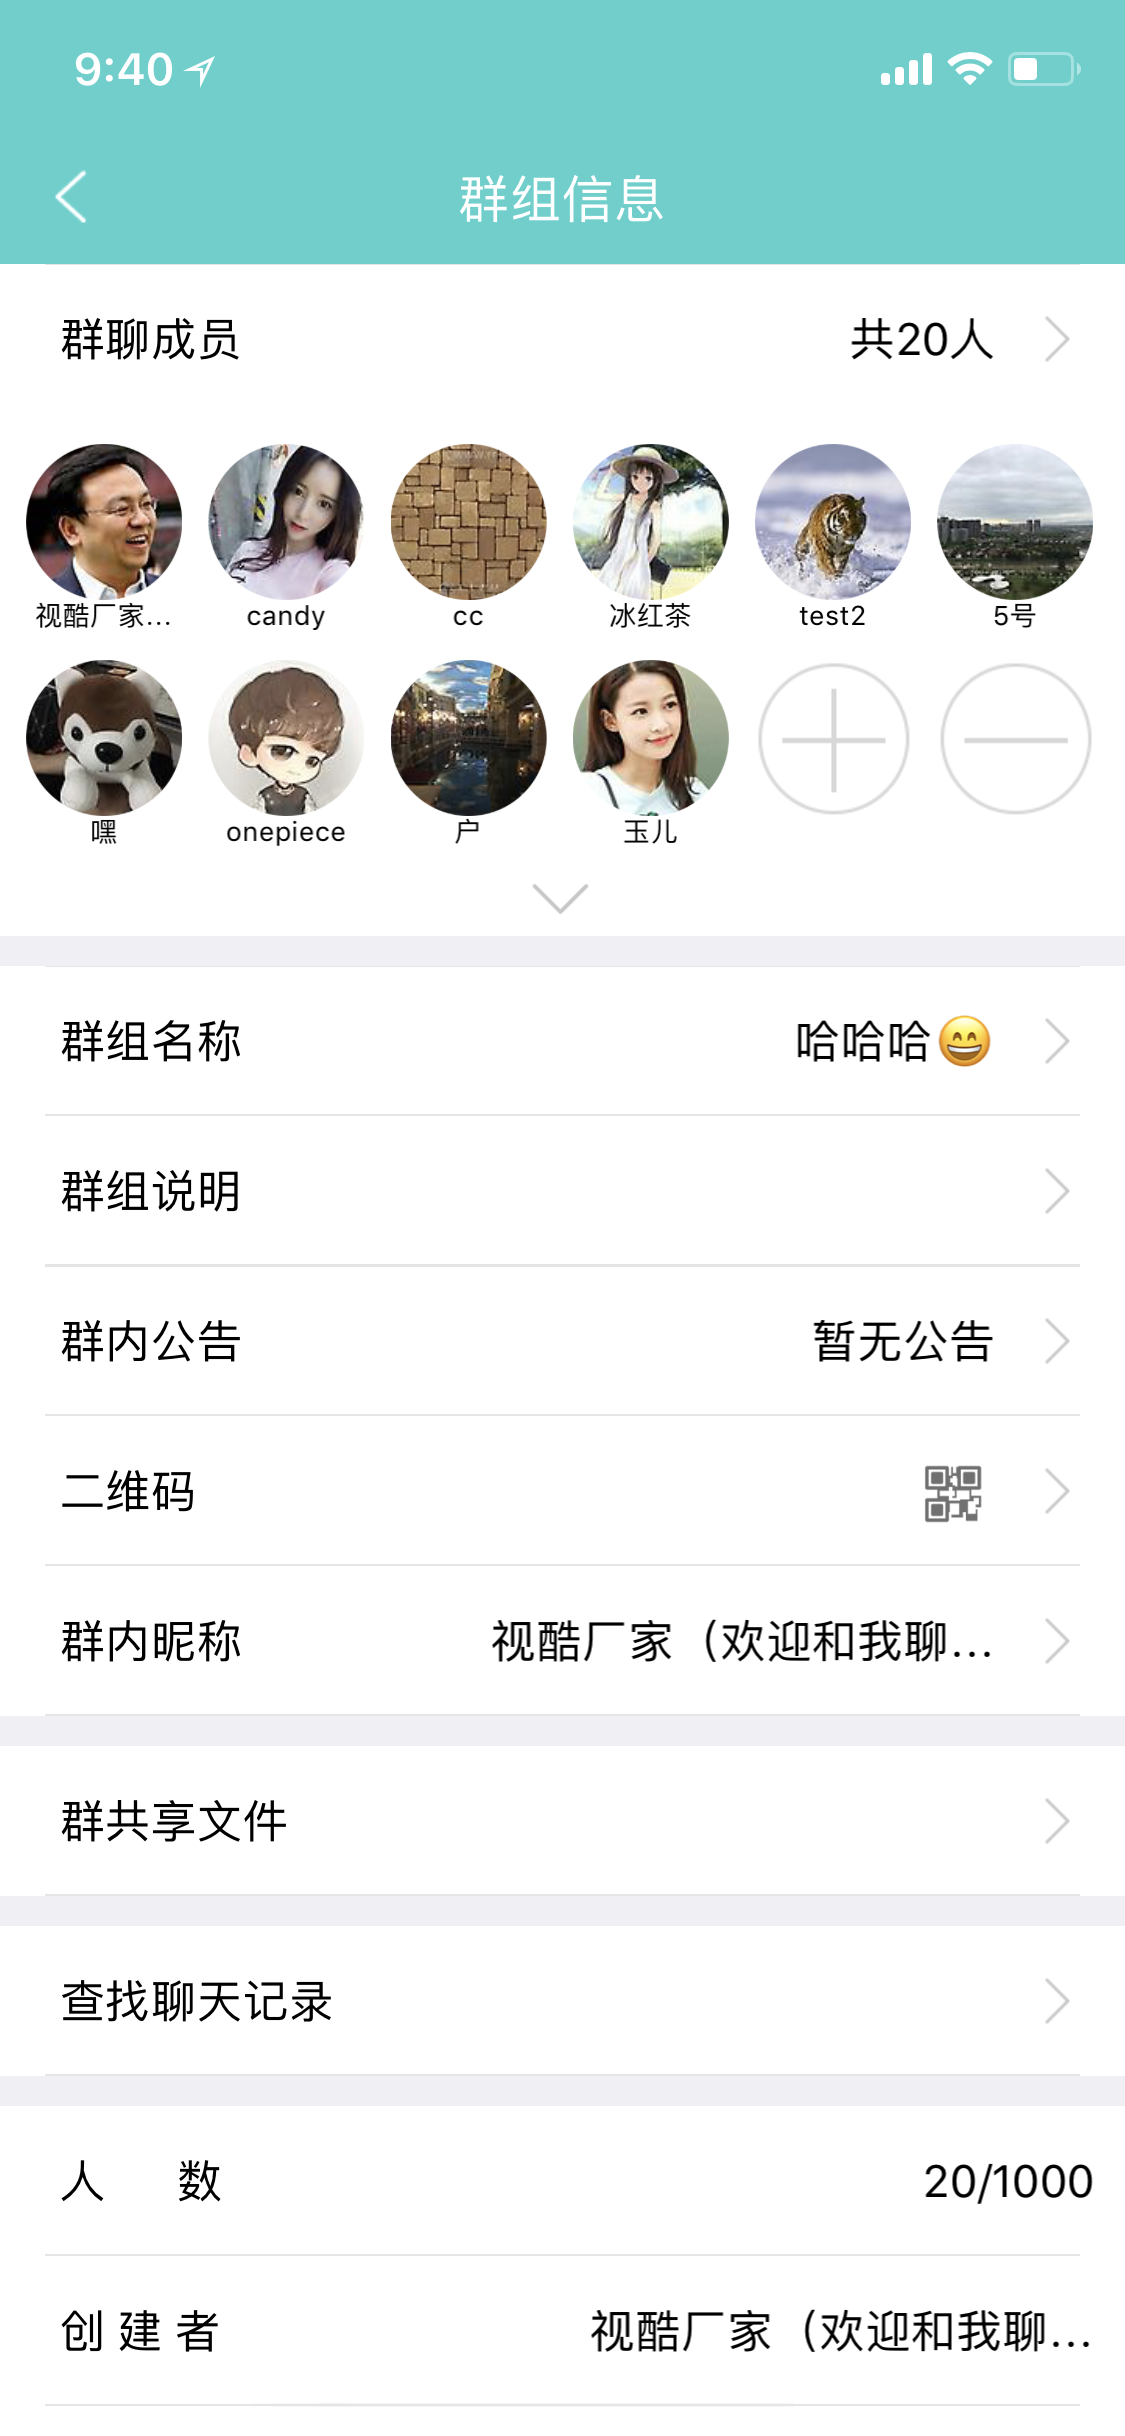 9:40
群组信息
群聊成员 共20人
视酷厂家... candy cc 冰红茶 test2 5号
嘿 onepiece 户 玉儿
群组名称 哈哈哈😄
群组说明
群内公告 暂无公告
二维码
群内昵称 视酷厂家（欢迎和我聊...
群共享文件
查找聊天记录
人 数 20/1000
创 建 者 视酷厂家（欢迎和我聊...